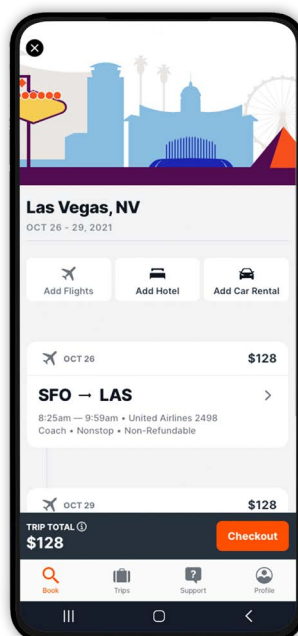 Las Vegas, NV
OCT 26 - 29, 2021
Add Flights
Add Hotel
Add Car Rental
OCT 26
$128
SFO → LAS
8:25am — 9:59am • United Airlines 2498
Coach • Nonstop • Non-Refundable
OCT 29
$128
TRIP TOTAL
$128
Checkout
Book
Trips
Support
Profile